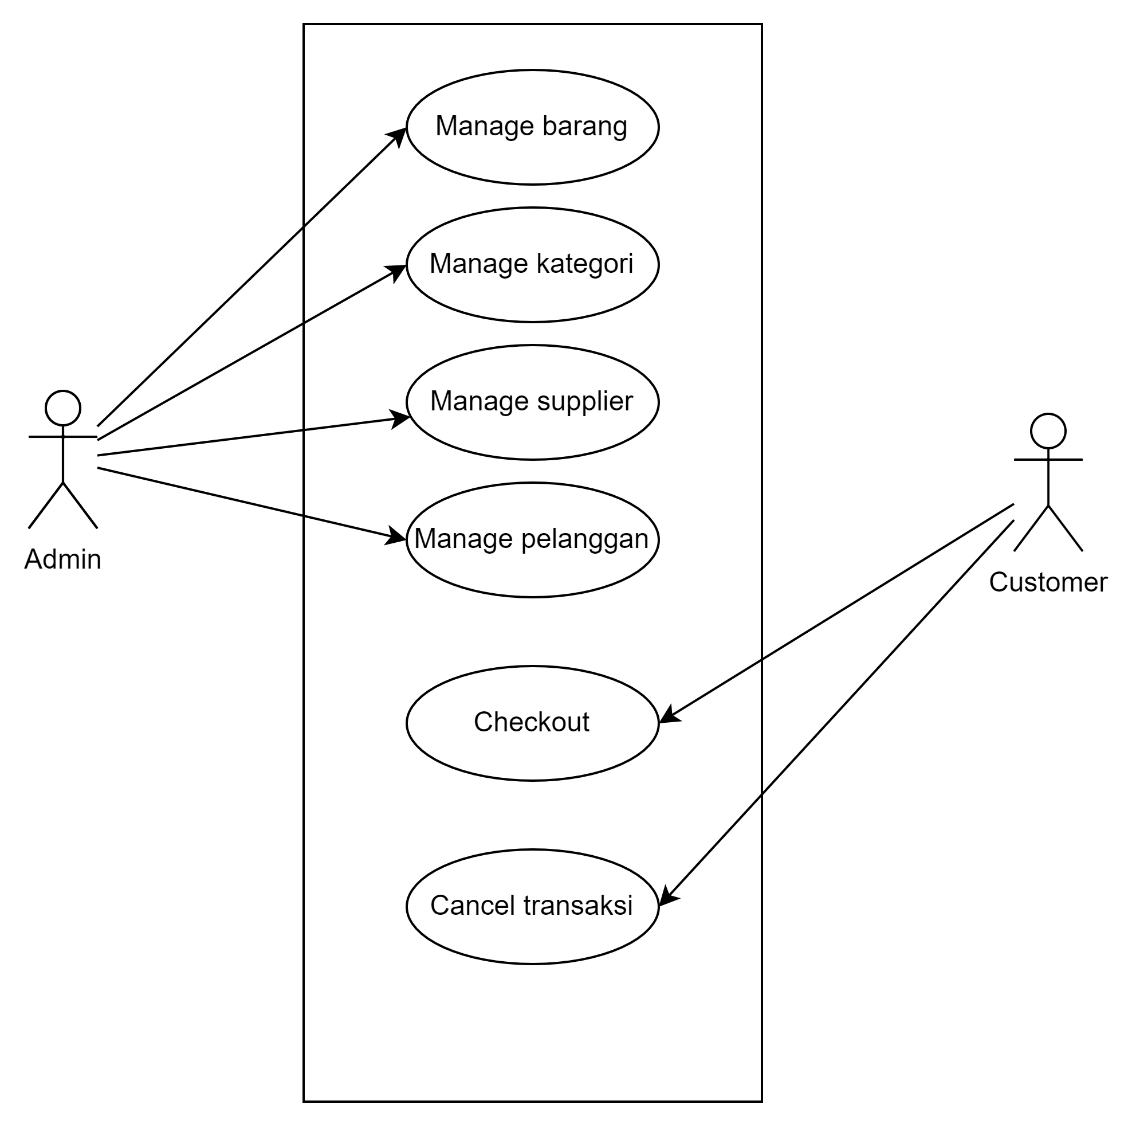 Manage barang
Manage kategori
Manage supplier
Manage pelanggan
Admin
Customer
Checkout
Cancel transaksi